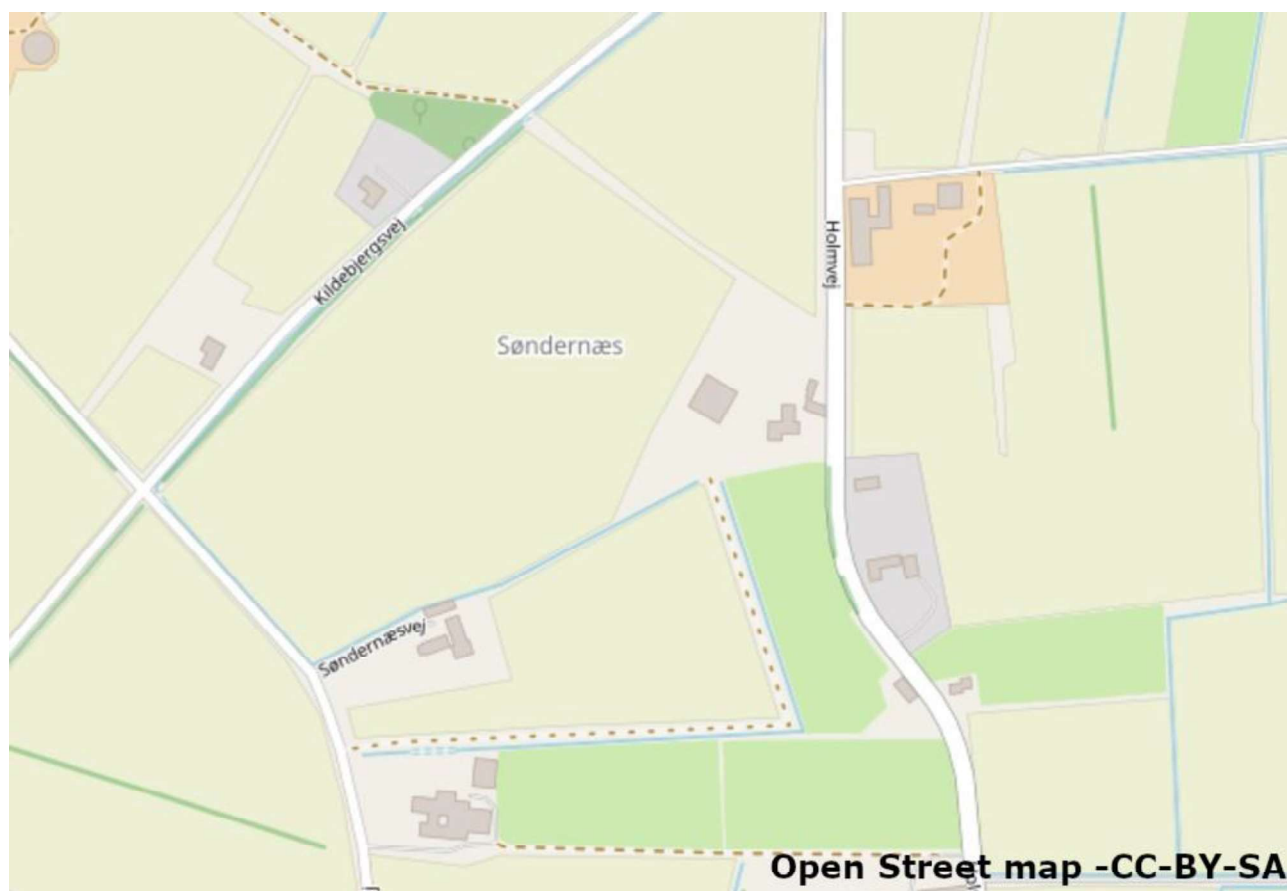 Kildebjergsvej
Holmvej
Søndernæs
Søndernæsvej
Open Street map -CC-BY-SA